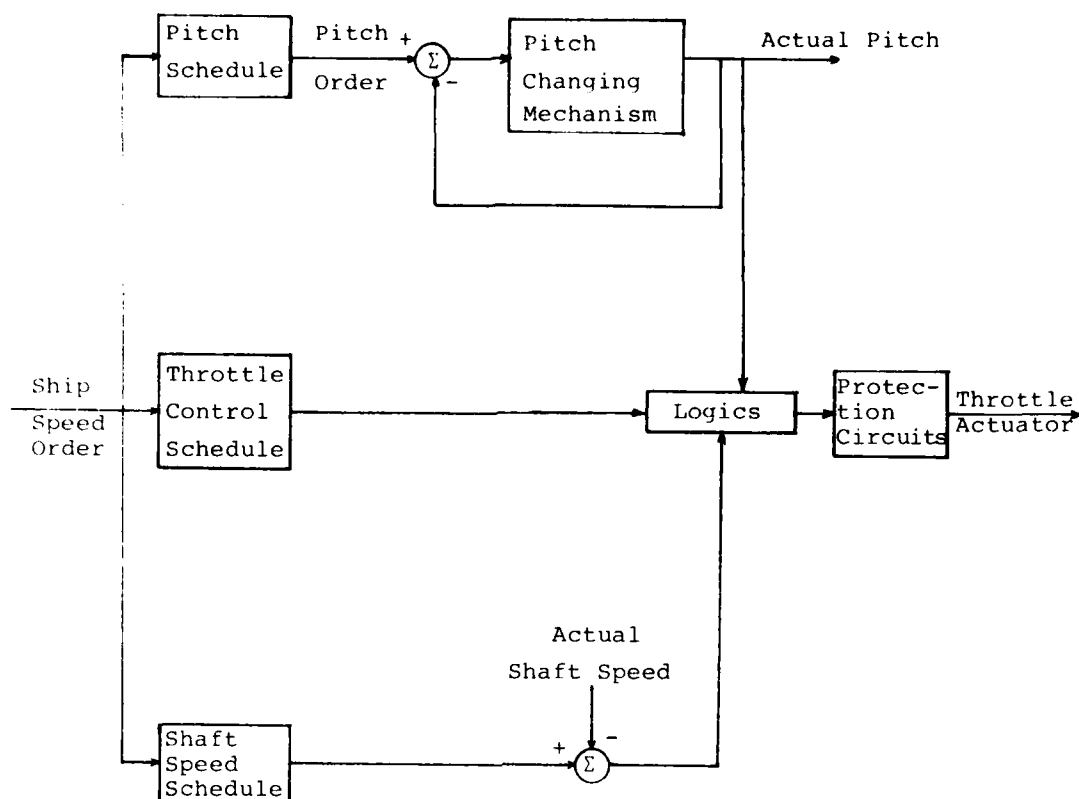 Pitch
Schedule
Pitch
Order
+
Σ
-
Pitch
Changing
Mechanism
Actual Pitch
Ship
Speed
Order
Throttle
Control
Schedule
Logics
Protec-
tion
Circuits
Throttle
Actuator
Actual
Shaft Speed
Shaft
Speed
Schedule
+
-
Σ